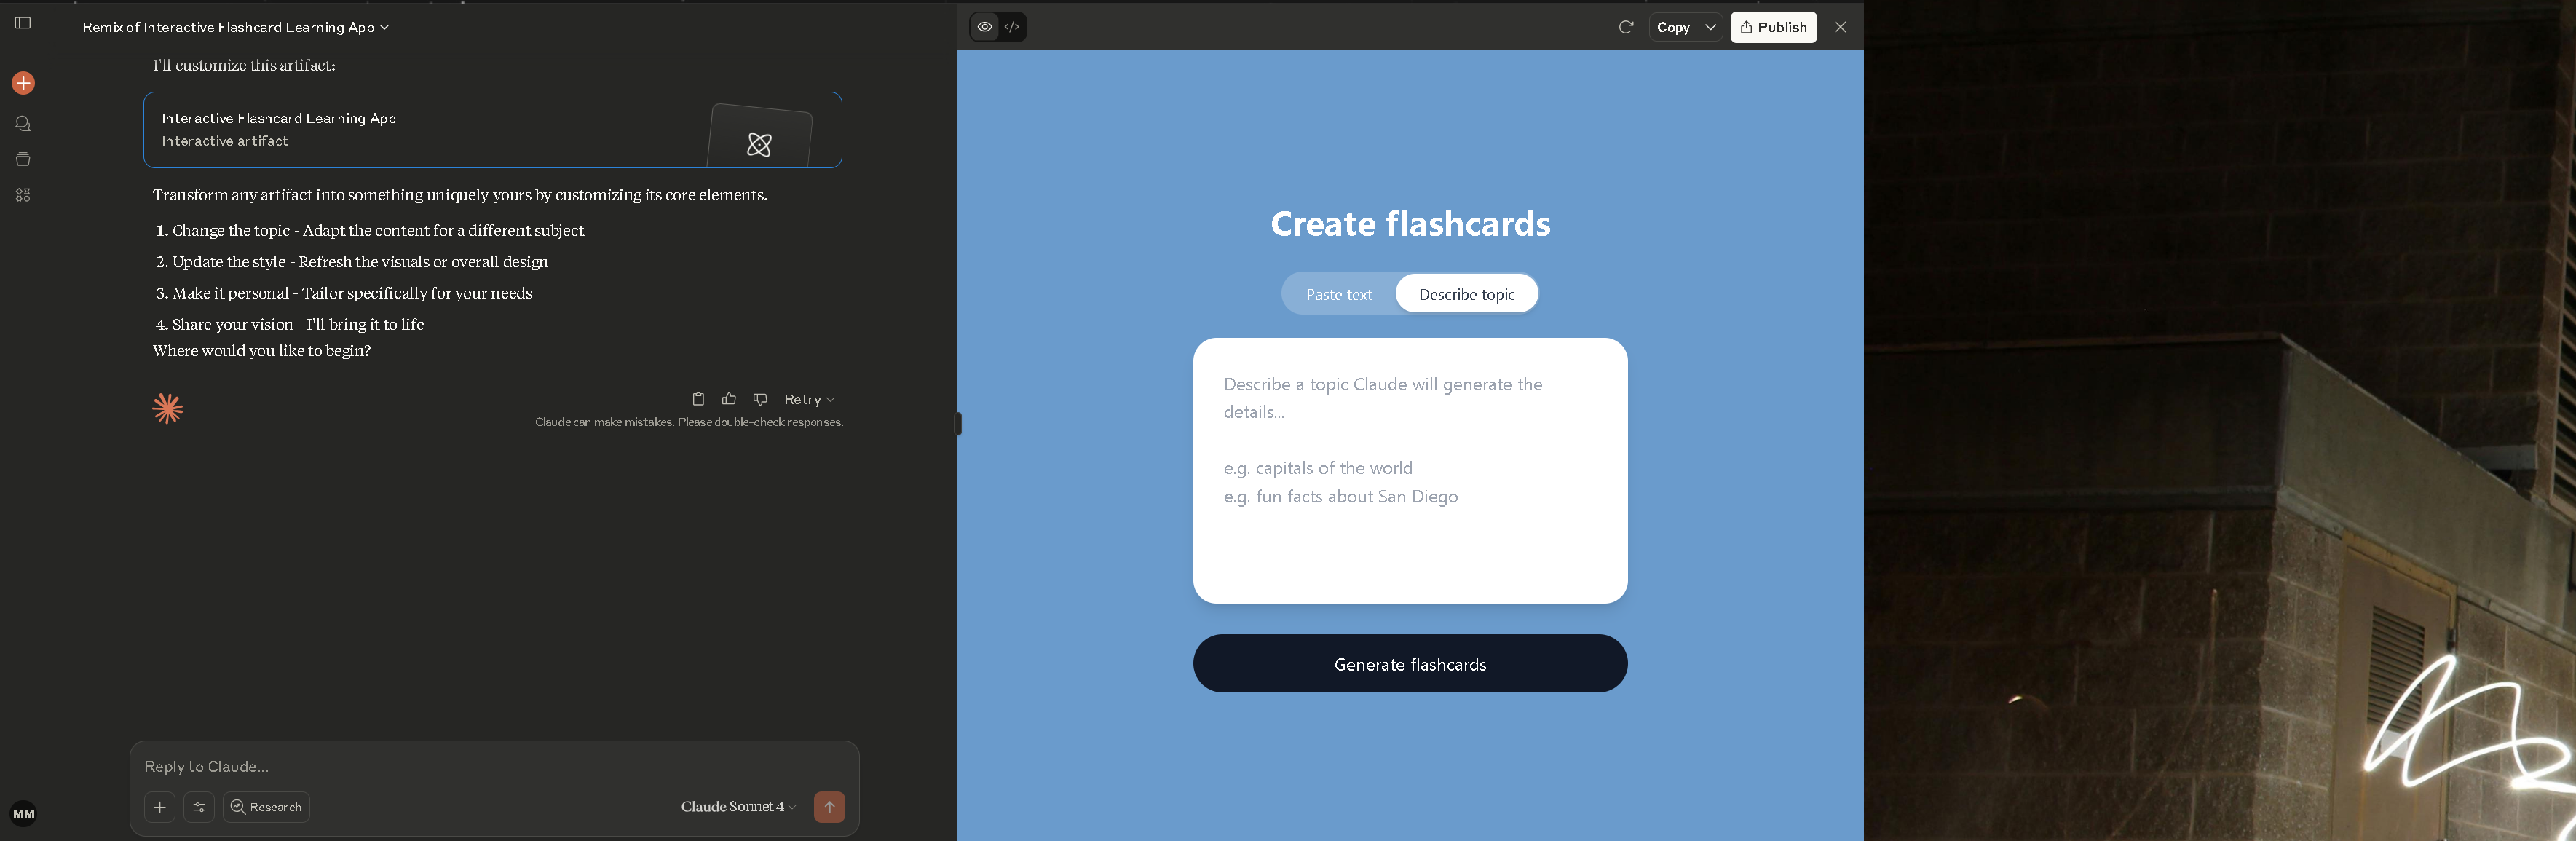 Remix of Interactive Flashcard Learning App
I'll customize this artifact:
Interactive Flashcard Learning App
Interactive artifact
Transform any artifact into something uniquely yours by customizing its core elements.
1. Change the topic - Adapt the content for a different subject
2. Update the style - Refresh the visuals or overall design
3. Make it personal - Tailor specifically for your needs
4. Share your vision - I'll bring it to life
Where would you like to begin?
Retry
Claude can make mistakes. Please double-check responses.
Reply to Claude...
Research
Claude Sonnet 4
MM
Copy
Publish
Create flashcards
Paste text
Describe topic
Describe a topic Claude will generate the
details...
e.g. capitals of the world
e.g. fun facts about San Diego
Generate flashcards